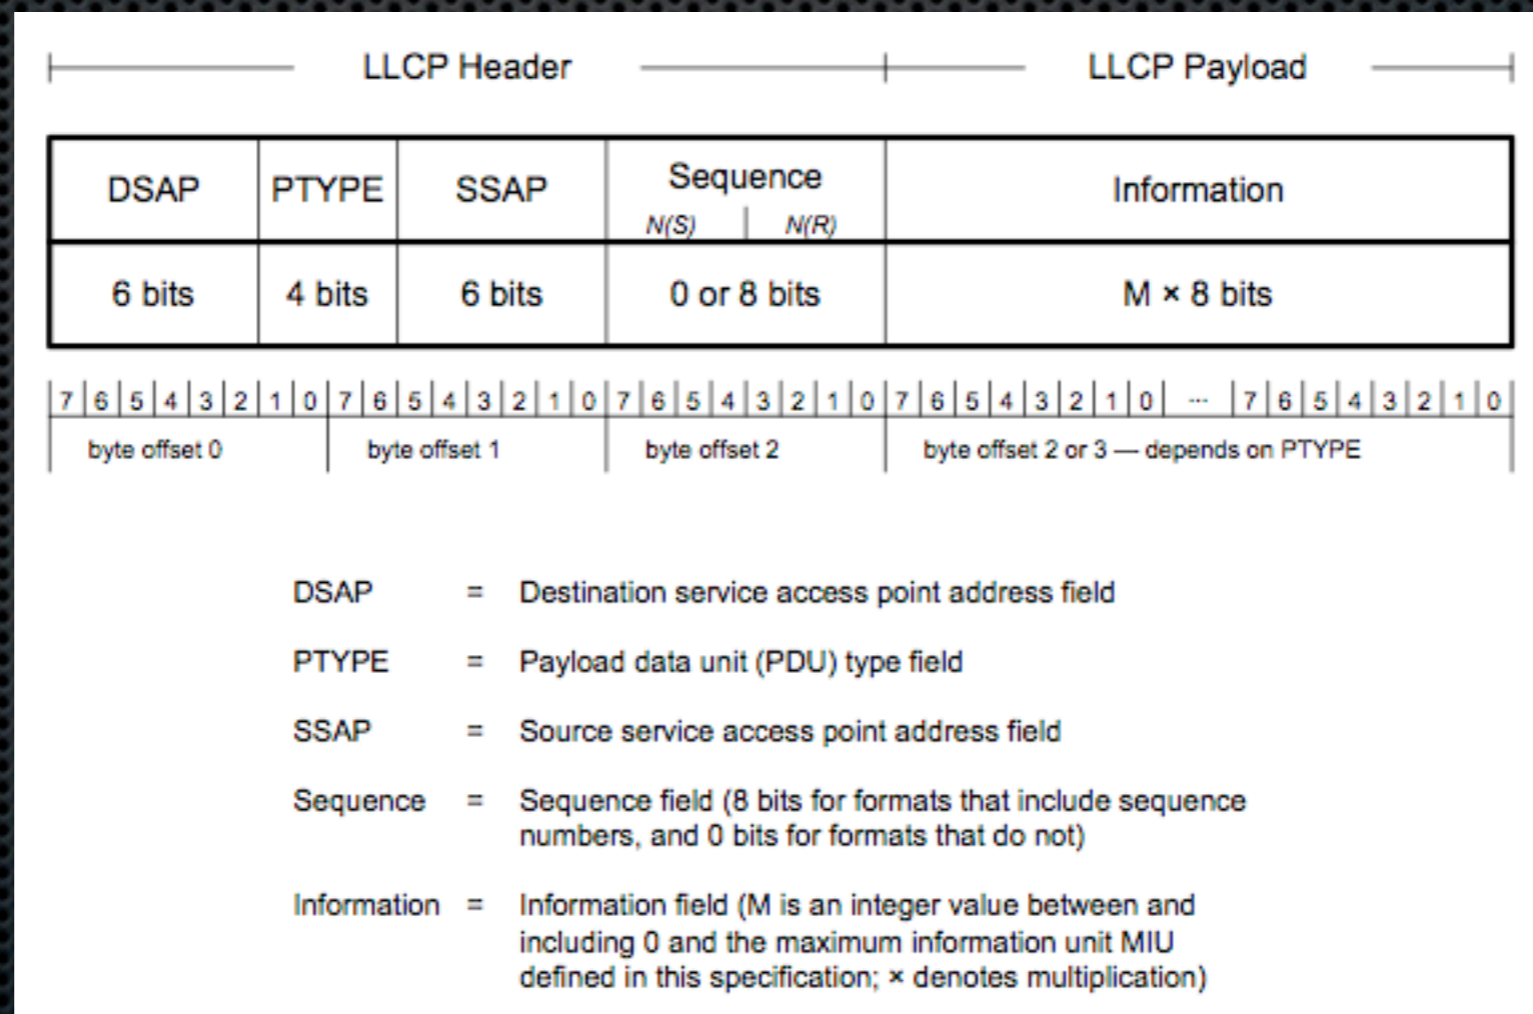 LLCP Header LLCP Payload
DSAP PTYPE SSAP Sequence Information
N(S) N(R)
6 bits 4 bits 6 bits 0 or 8 bits M × 8 bits
7 6 5 4 3 2 1 0 7 6 5 4 3 2 1 0 7 6 5 4 3 2 1 0 7 6 5 4 3 2 1 0 ... 7 6 5 4 3 2 1 0
byte offset 0 byte offset 1 byte offset 2 byte offset 2 or 3 — depends on PTYPE
DSAP = Destination service access point address field
PTYPE = Payload data unit (PDU) type field
SSAP = Source service access point address field
Sequence = Sequence field (8 bits for formats that include sequence
numbers, and 0 bits for formats that do not)
Information = Information field (M is an integer value between and
including 0 and the maximum information unit MIU
defined in this specification; × denotes multiplication)